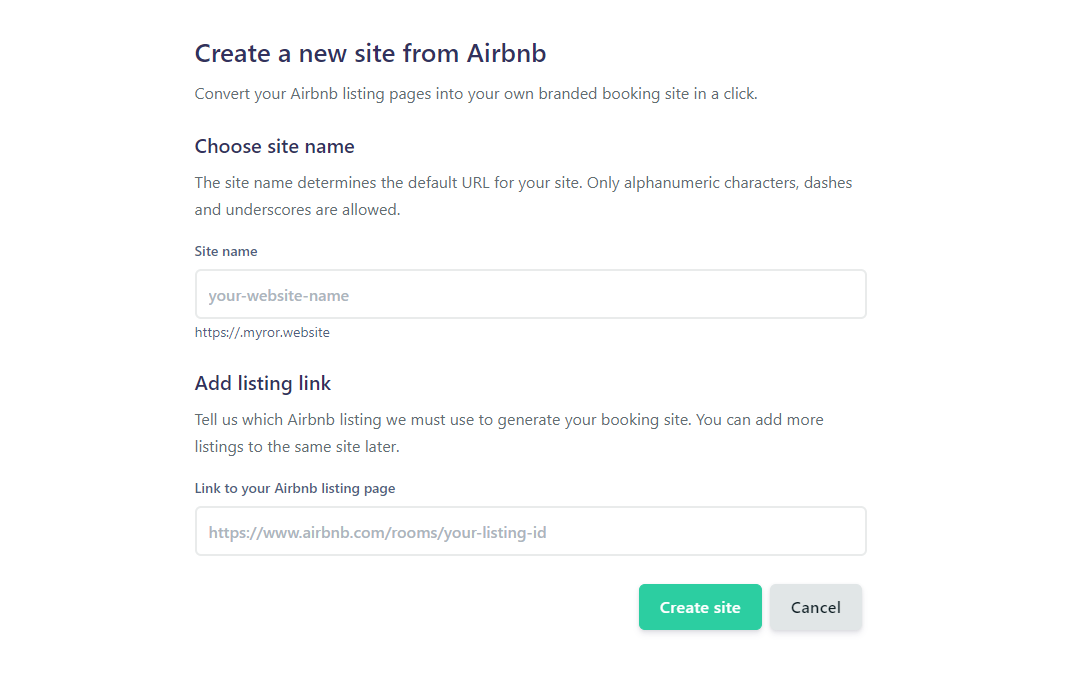 Create a new site from Airbnb
Convert your Airbnb listing pages into your own branded booking site in a click.
Choose site name
The site name determines the default URL for your site. Only alphanumeric characters, dashes
and underscores are allowed.
Site name
your-website-name
https://.myror.website
Add listing link
Tell us which Airbnb listing we must use to generate your booking site. You can add more
listings to the same site later.
Link to your Airbnb listing page
https://www.airbnb.com/rooms/your-listing-id
Create site Cancel